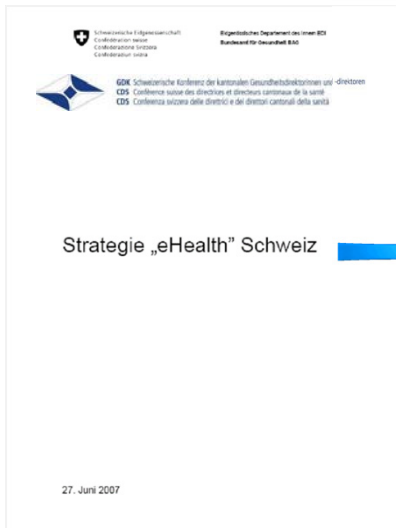 Schweizerische Eidgenossenschaft
Confédération suisse
Confederazione Svizzera
Confederaziun svizra
Eidgenössisches Departement des Innern EDI
Bundesamt für Gesundheit BAG
GDK Schweizerische Konferenz der kantonalen Gesundheitsdirektorinnen und -direktoren
CDS Conférence suisse des directrices et directeurs cantonaux de la santé
CDS Conferenza svizzera delle direttrici e dei direttori cantonali della sanità
Strategie „eHealth” Schweiz
27. Juni 2007